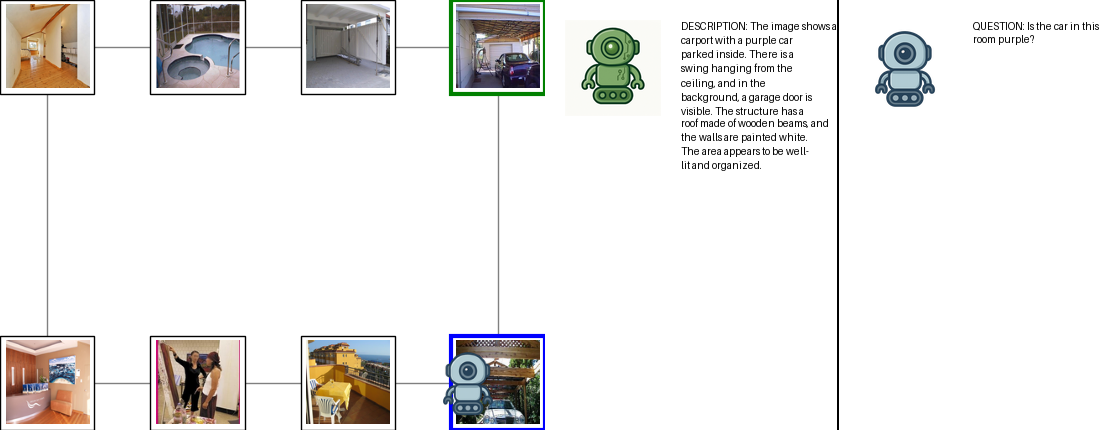 DESCRIPTION: The image shows a
carport with a purple car
parked inside. There is a
swing hanging from the
ceiling, and in the
background, a garage door is
visible. The structure has a
roof made of wooden beams, and
the walls are painted white.
The area appears to be well-
lit and organized.
QUESTION: Is the car in this
room purple?